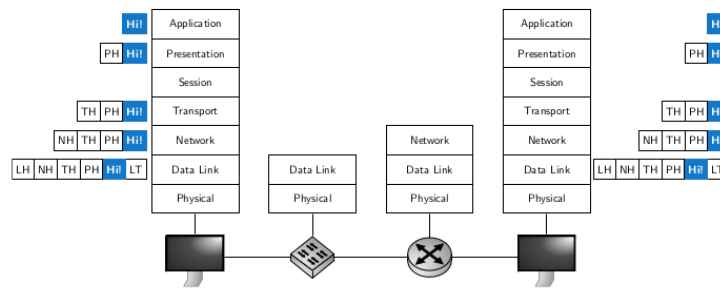 Hi! Application Application H
PH Hi! Presentation Presentation PH H
Session Session
TH PH Hi! Transport Transport TH PH H
NH TH PH Hi! Network Network Network NH TH PH H
LH NH TH PH Hi! LT Data Link Data Link Data Link Data Link LH NH TH PH Hi! LT
Physical Physical Physical Physical